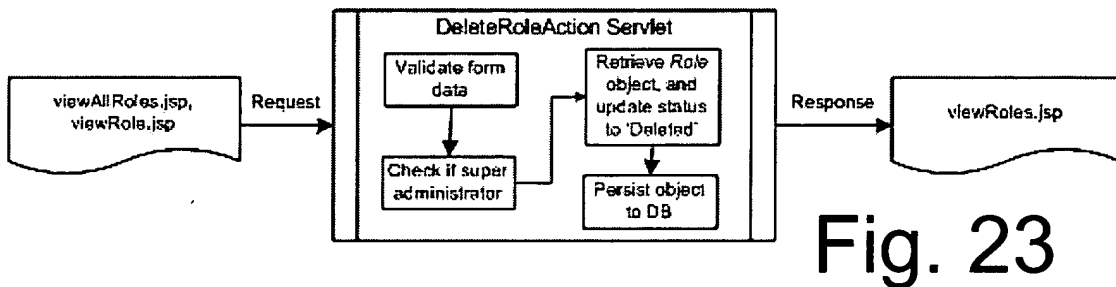 viewAllRoles.jsp,
viewRole.jsp
Request
DeleteRoleAction Servlet
Validate form
data
Check if super
administrator
Retrieve Role
object, and
update status
to 'Deleted'
Persist object
to DB
Response
viewRoles.jsp
Fig. 23